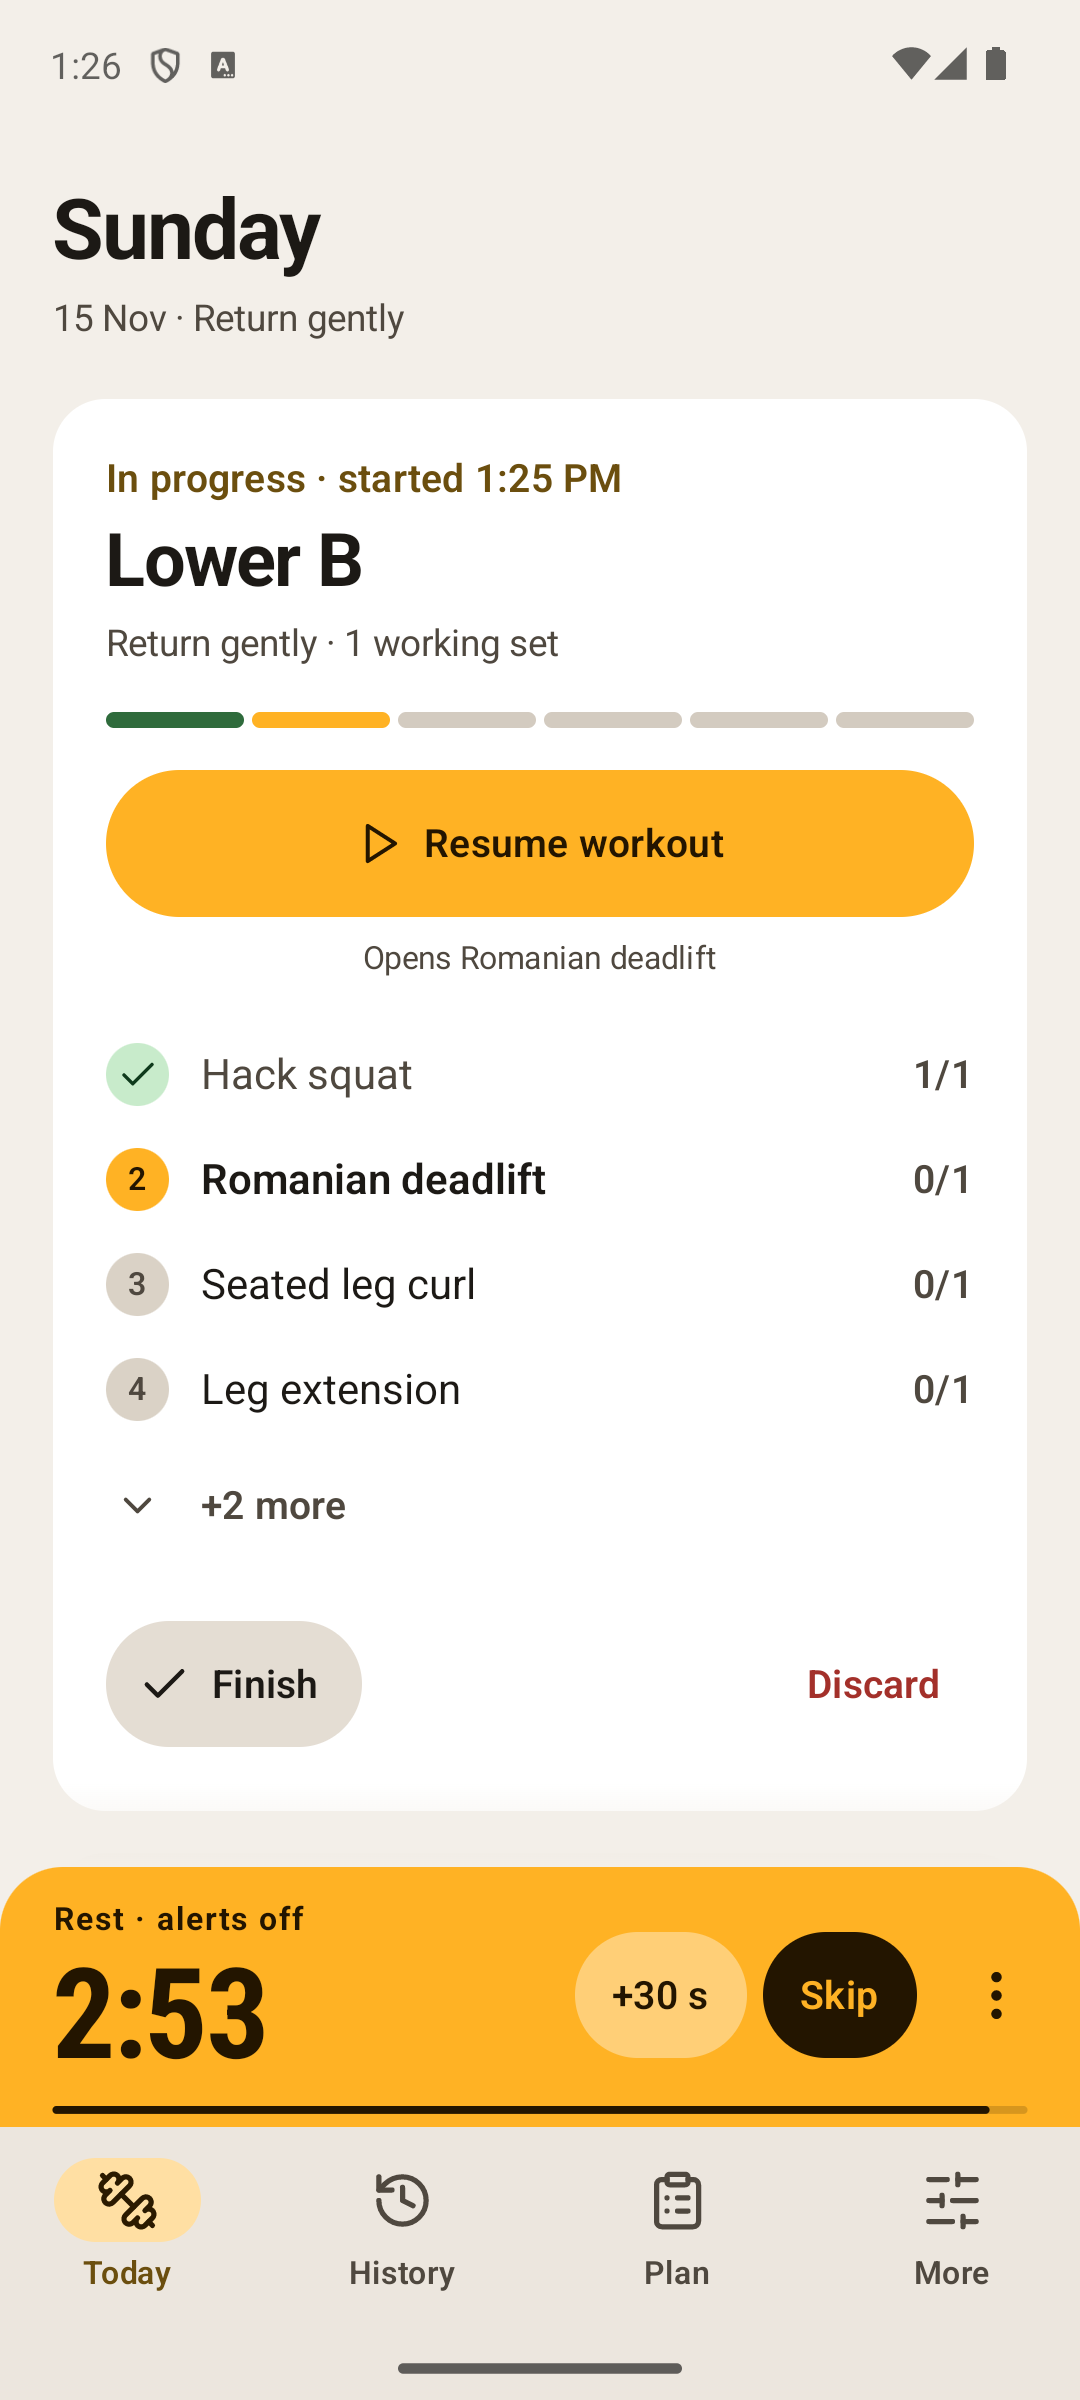 1:26
Sunday
15 Nov · Return gently
In progress · started 1:25 PM
Lower B
Return gently · 1 working set
Resume workout
Opens Romanian deadlift
Hack squat 1/1
2 Romanian deadlift 0/1
3 Seated leg curl 0/1
4 Leg extension 0/1
+2 more
Finish Discard
Rest · alerts off
2:53 +30 s Skip
Today History Plan More